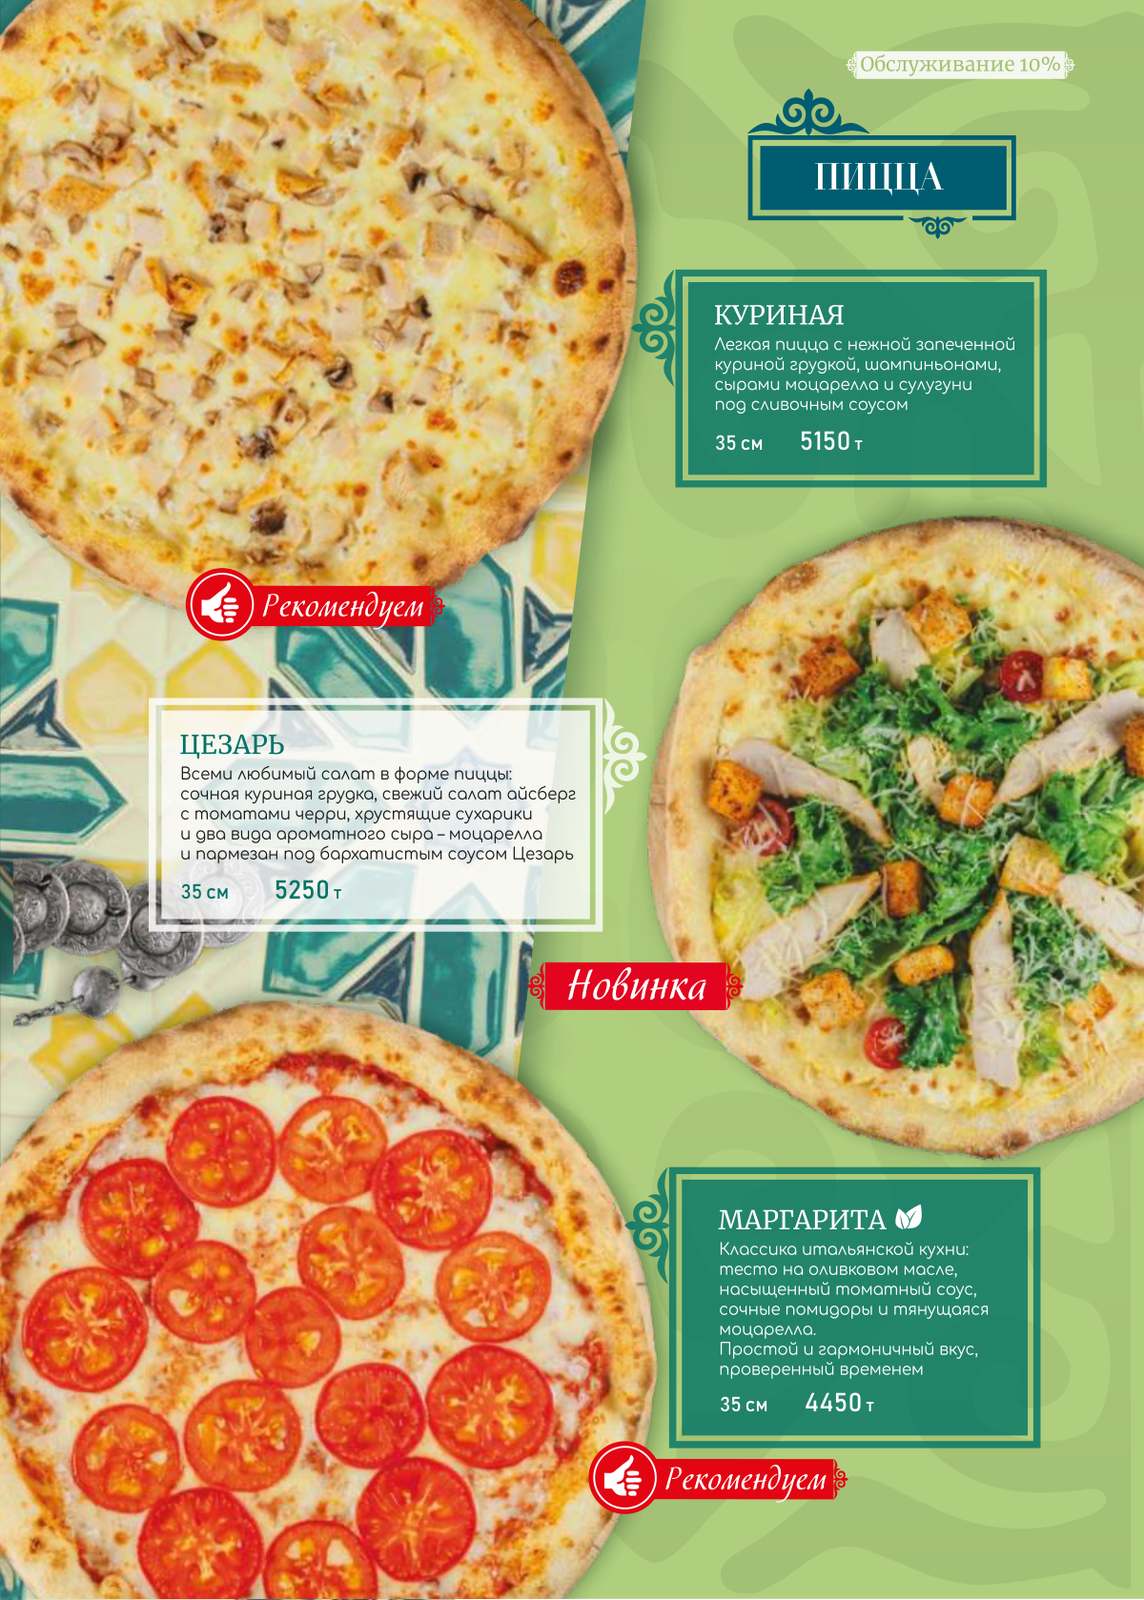 Обслуживание 10%
ПИЦЦА
КУРИНАЯ
Легкая пицца с нежной запеченной
куриной грудкой, шампиньонами,
сырами моцарелла и сулугуни
под сливочным соусом
35 см 5150 т
Рекомендуем
ЦЕЗАРЬ
Всеми любимый салат в форме пиццы:
сочная куриная грудка, свежий салат айсберг
с томатами черри, хрустящие сухарики
и два вида ароматного сыра – моцарелла
и пармезан под бархатистым соусом Цезарь
35 см 5250 т
Новинка
МАРГАРИТА
Классика итальянской кухни:
тесто на оливковом масле,
насыщенный томатный соус,
сочные помидоры и тянущаяся
моцарелла.
Простой и гармоничный вкус,
проверенный временем
35 см 4450 т
Рекомендуем